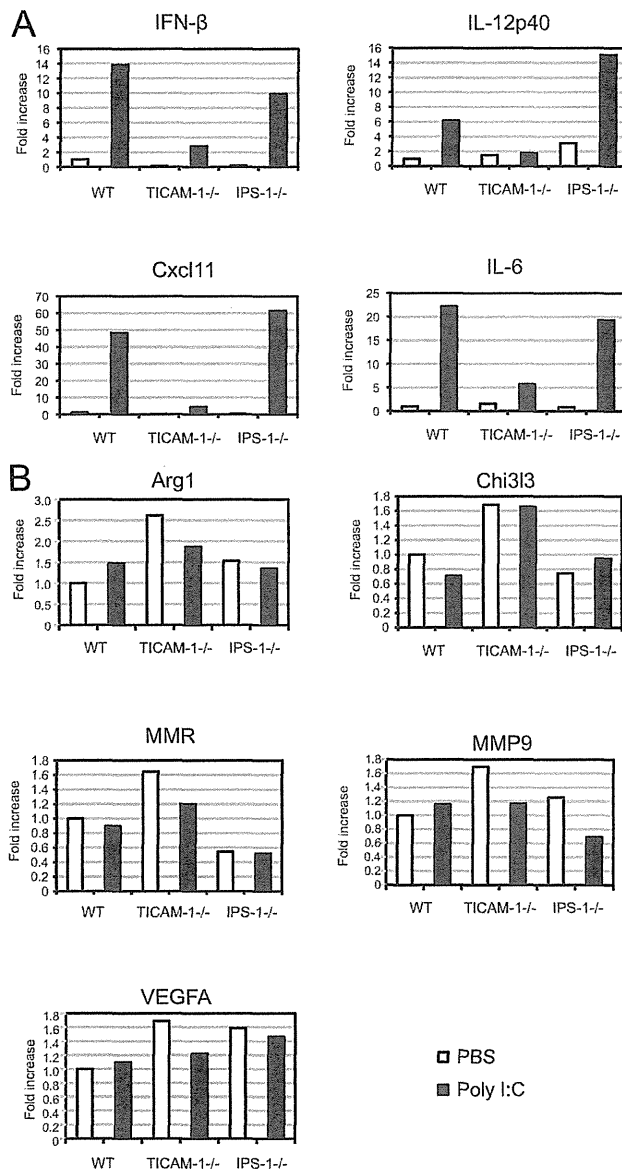 A
IFN-β
Fold increase
16
14
12
10
8
6
4
2
0
WT TICAM-1-/- IPS-1-/-
IL-12p40
Fold increase
16
14
12
10
8
6
4
2
0
WT TICAM-1-/- IPS-1-/-
Cxcl11
Fold increase
70
60
50
40
30
20
10
0
WT TICAM-1-/- IPS-1-/-
IL-6
Fold increase
25
20
15
10
5
0
WT TICAM-1-/- IPS-1-/-
B
Arg1
Fold increase
3.0
2.5
2.0
1.5
1.0
0.5
0
WT TICAM-1-/- IPS-1-/-
Chi3l3
Fold increase
1.8
1.6
1.4
1.2
1.0
0.8
0.6
0.4
0.2
0
WT TICAM-1-/- IPS-1-/-
MMR
Fold increase
1.8
1.6
1.4
1.2
1.0
0.8
0.6
0.4
0.2
0
WT TICAM-1-/- IPS-1-/-
MMP9
Fold increase
1.8
1.6
1.4
1.2
1.0
0.8
0.6
0.4
0.2
0
WT TICAM-1-/- IPS-1-/-
VEGFA
Fold increase
1.8
1.6
1.4
1.2
1.0
0.8
0.6
0.4
0.2
0
WT TICAM-1-/- IPS-1-/-
PBS
Poly I:C